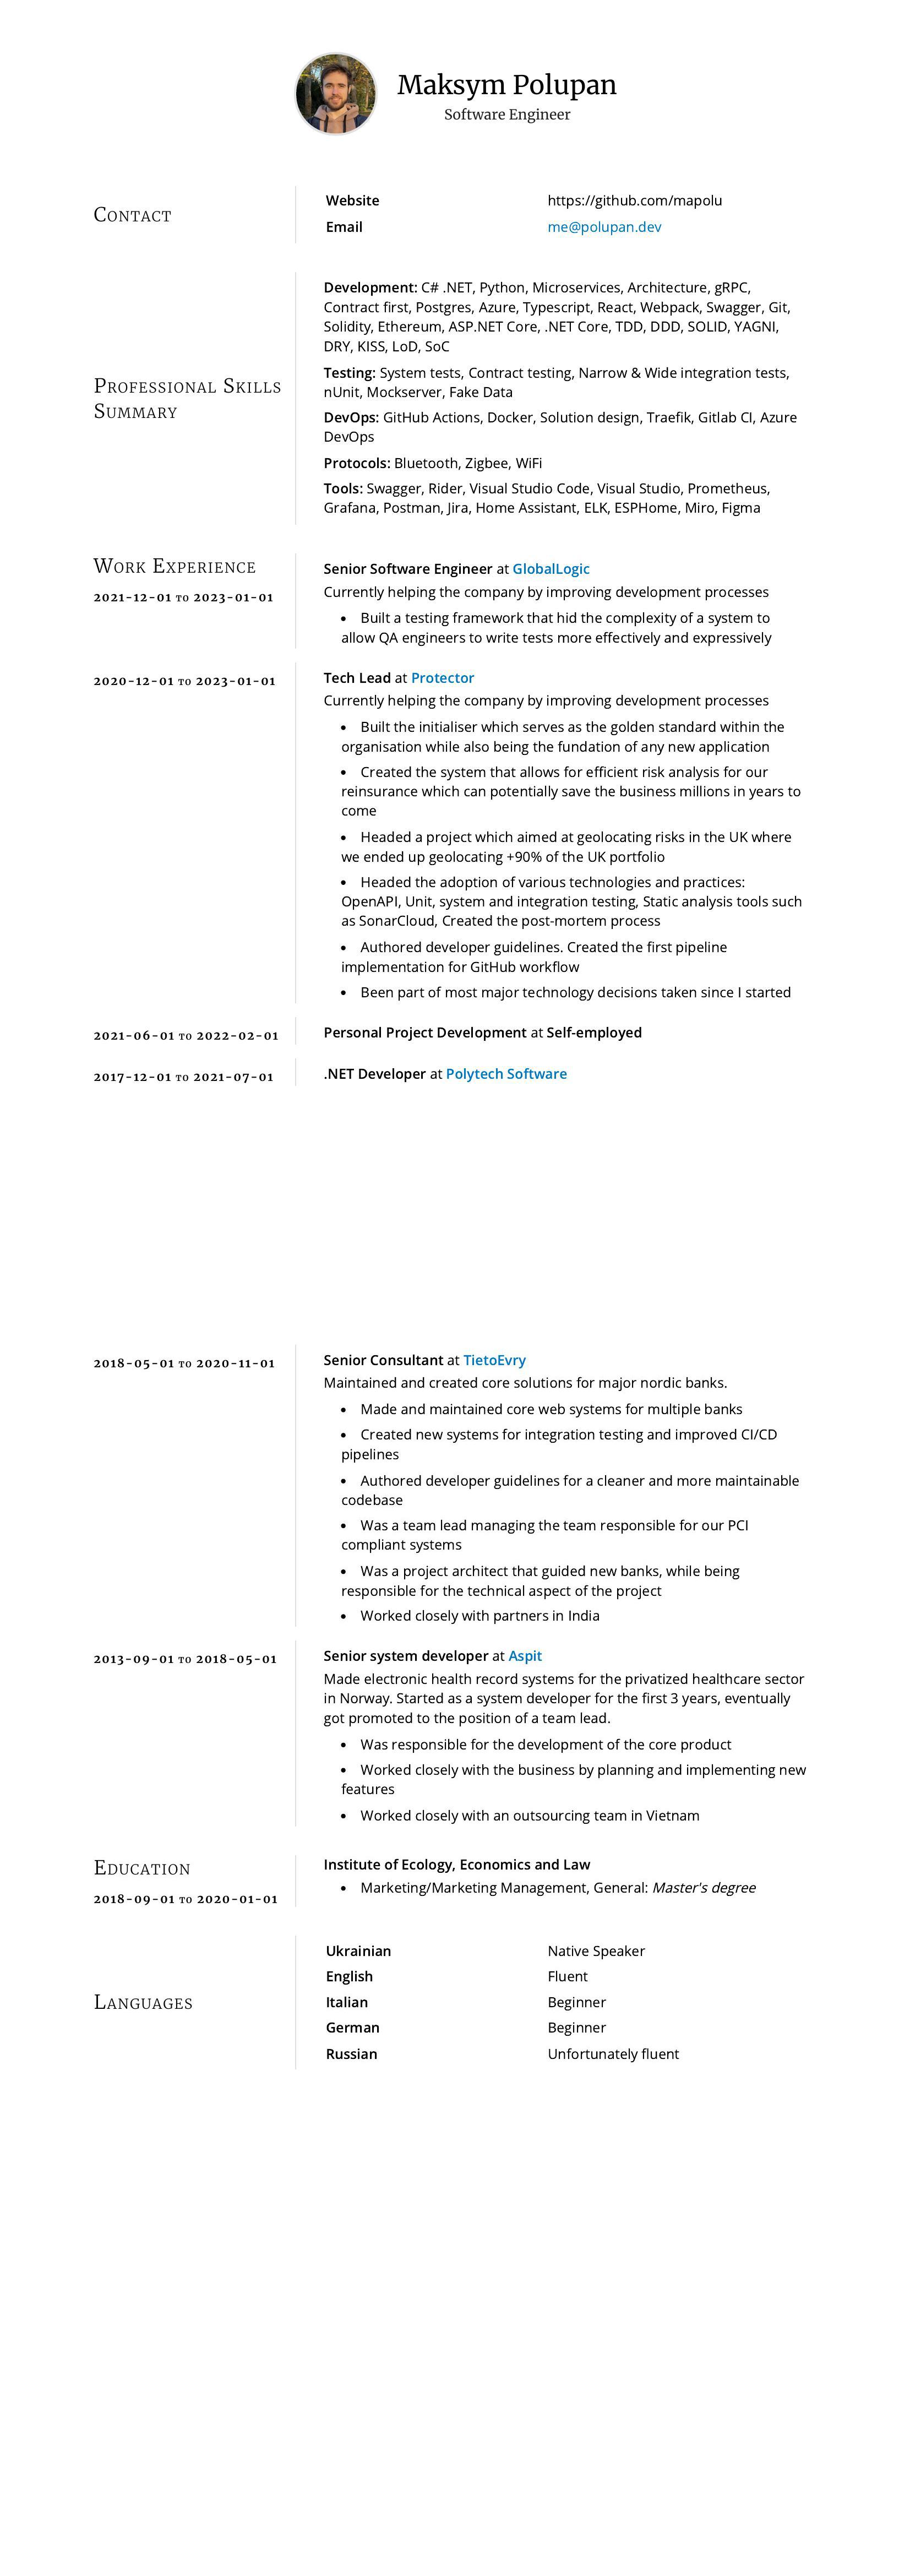 Maksym Polupan
Software Engineer
Contact
Website https://github.com/mapolu
Email me@polupan.dev
Professional Skills
Summary
Development: C# .NET, Python, Microservices, Architecture, gRPC,
Contract first, Postgres, Azure, Typescript, React, Webpack, Swagger, Git,
Solidity, Ethereum, ASP.NET Core, .NET Core, TDD, DDD, SOLID, YAGNI,
DRY, KISS, LoD, SoC
Testing: System tests, Contract testing, Narrow & Wide integration tests,
nUnit, Mockserver, Fake Data
DevOps: GitHub Actions, Docker, Solution design, Traefik, Gitlab CI, Azure
DevOps
Protocols: Bluetooth, Zigbee, WiFi
Tools: Swagger, Rider, Visual Studio Code, Visual Studio, Prometheus,
Grafana, Postman, Jira, Home Assistant, ELK, ESPHome, Miro, Figma
Work Experience
2021-12-01 to 2023-01-01
Senior Software Engineer at GlobalLogic
Currently helping the company by improving development processes
• Built a testing framework that hid the complexity of a system to
allow QA engineers to write tests more effectively and expressively
2020-12-01 to 2023-01-01
Tech Lead at Protector
Currently helping the company by improving development processes
• Built the initialiser which serves as the golden standard within the
organisation while also being the fundation of any new application
• Created the system that allows for efficient risk analysis for our
reinsurance which can potentially save the business millions in years to
come
• Headed a project which aimed at geolocating risks in the UK where
we ended up geolocating +90% of the UK portfolio
• Headed the adoption of various technologies and practices:
OpenAPI, Unit, system and integration testing, Static analysis tools such
as SonarCloud, Created the post-mortem process
• Authored developer guidelines. Created the first pipeline
implementation for GitHub workflow
• Been part of most major technology decisions taken since I started
2021-06-01 to 2022-02-01
Personal Project Development at Self-employed
2017-12-01 to 2021-07-01
.NET Developer at Polytech Software
2018-05-01 to 2020-11-01
Senior Consultant at TietoEvry
Maintained and created core solutions for major nordic banks.
• Made and maintained core web systems for multiple banks
• Created new systems for integration testing and improved CI/CD
pipelines
• Authored developer guidelines for a cleaner and more maintainable
codebase
• Was a team lead managing the team responsible for our PCI
compliant systems
• Was a project architect that guided new banks, while being
responsible for the technical aspect of the project
• Worked closely with partners in India
2013-09-01 to 2018-05-01
Senior system developer at Aspit
Made electronic health record systems for the privatized healthcare sector
in Norway. Started as a system developer for the first 3 years, eventually
got promoted to the position of a team lead.
• Was responsible for the development of the core product
• Worked closely with the business by planning and implementing new
features
• Worked closely with an outsourcing team in Vietnam
Education
2018-09-01 to 2020-01-01
Institute of Ecology, Economics and Law
• Marketing/Marketing Management, General: Master's degree
Languages
Ukrainian Native Speaker
English Fluent
Italian Beginner
German Beginner
Russian Unfortunately fluent